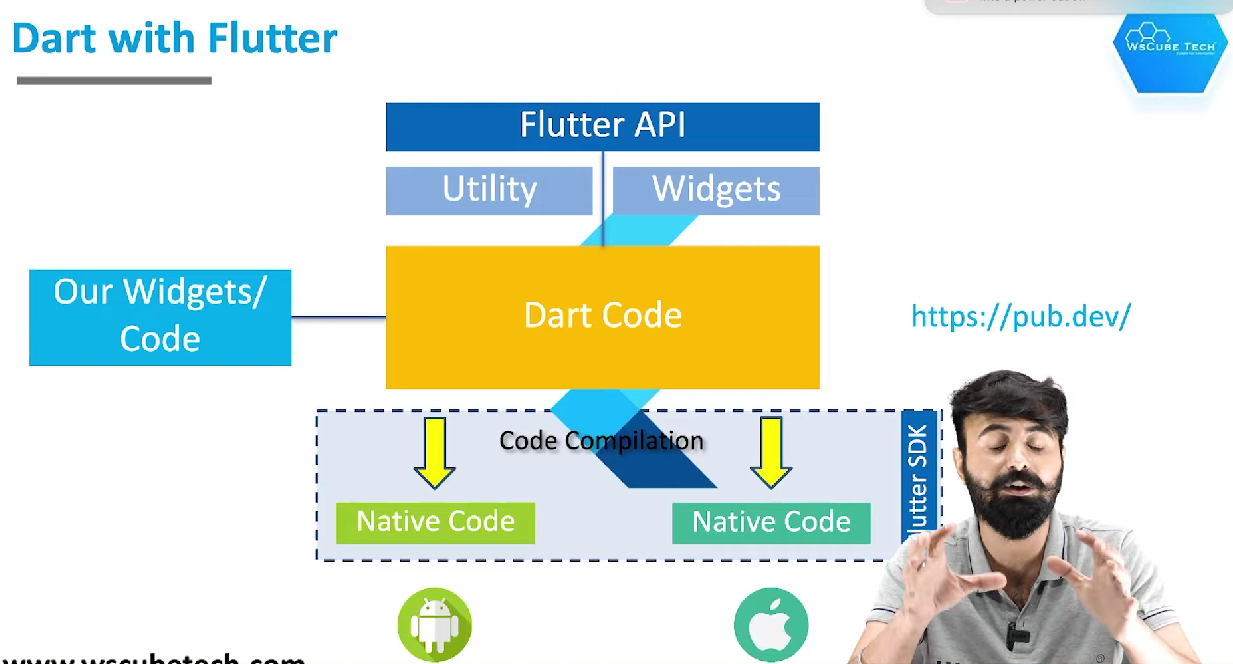 Dart with Flutter
WsCube Tech
Flutter API
Utility
Widgets
Our Widgets/
Code
Dart Code
https://pub.dev/
Code Compilation
Native Code
Native Code
SDK
www.wscubetech.com